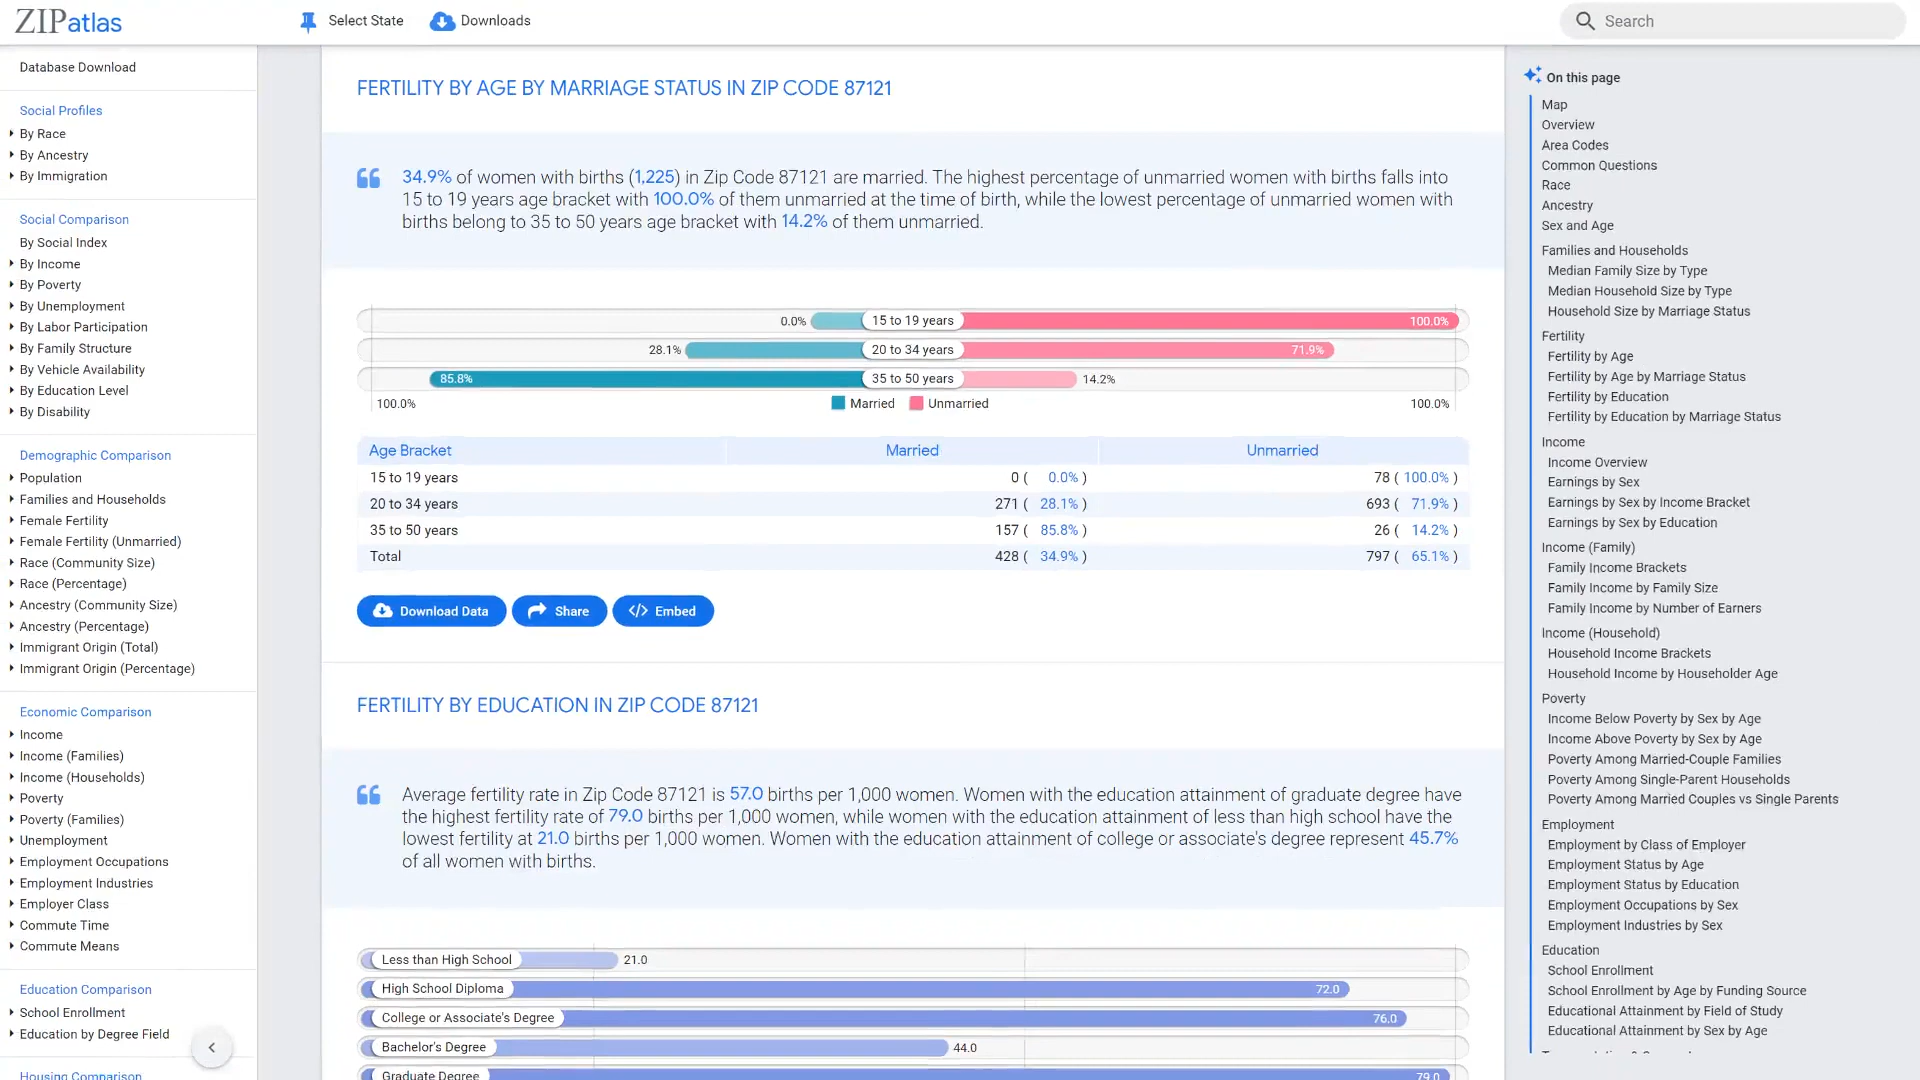 ZIPatlas
Select State
Downloads
Search
Database Download
Social Profiles
By Race
By Ancestry
By Immigration
Social Comparison
By Social Index
By Income
By Poverty
By Unemployment
By Labor Participation
By Family Structure
By Vehicle Availability
By Education Level
By Disability
Demographic Comparison
Population
Families and Households
Female Fertility
Female Fertility (Unmarried)
Race (Community Size)
Race (Percentage)
Ancestry (Community Size)
Ancestry (Percentage)
Immigrant Origin (Total)
Immigrant Origin (Percentage)
Economic Comparison
Income
Income (Families)
Income (Households)
Poverty
Poverty (Families)
Unemployment
Employment Occupations
Employment Industries
Employer Class
Commute Time
Commute Means
Education Comparison
School Enrollment
Education by Degree Field
Housing Comparison
FERTILITY BY AGE BY MARRIAGE STATUS IN ZIP CODE 87121
34.9% of women with births (1,225) in Zip Code 87121 are married. The highest percentage of unmarried women with births falls into
15 to 19 years age bracket with 100.0% of them unmarried at the time of birth, while the lowest percentage of unmarried women with
births belong to 35 to 50 years age bracket with 14.2% of them unmarried.
0.0% 15 to 19 years 100.0%
28.1% 20 to 34 years 71.9%
85.8% 35 to 50 years 14.2%
100.0% Married Unmarried 100.0%
Age Bracket Married Unmarried
15 to 19 years 0 ( 0.0% ) 78 ( 100.0% )
20 to 34 years 271 ( 28.1% ) 693 ( 71.9% )
35 to 50 years 157 ( 85.8% ) 26 ( 14.2% )
Total 428 ( 34.9% ) 797 ( 65.1% )
Download Data Share Embed
FERTILITY BY EDUCATION IN ZIP CODE 87121
Average fertility rate in Zip Code 87121 is 57.0 births per 1,000 women. Women with the education attainment of graduate degree have
the highest fertility rate of 79.0 births per 1,000 women, while women with the education attainment of less than high school have the
lowest fertility at 21.0 births per 1,000 women. Women with the education attainment of college or associate's degree represent 45.7%
of all women with births.
Less than High School 21.0
High School Diploma 72.0
College or Associate's Degree 76.0
Bachelor's Degree 44.0
Graduate Degree 79.0
On this page
Map
Overview
Area Codes
Common Questions
Race
Ancestry
Sex and Age
Families and Households
Median Family Size by Type
Median Household Size by Type
Household Size by Marriage Status
Fertility
Fertility by Age
Fertility by Age by Marriage Status
Fertility by Education
Fertility by Education by Marriage Status
Income
Income Overview
Earnings by Sex
Earnings by Sex by Income Bracket
Earnings by Sex by Education
Income (Family)
Family Income Brackets
Family Income by Family Size
Family Income by Number of Earners
Income (Household)
Household Income Brackets
Household Income by Householder Age
Poverty
Income Below Poverty by Sex by Age
Income Above Poverty by Sex by Age
Poverty Among Married-Couple Families
Poverty Among Single-Parent Households
Poverty Among Married Couples vs Single Parents
Employment
Employment by Class of Employer
Employment Status by Age
Employment Status by Education
Employment Occupations by Sex
Employment Industries by Sex
Education
School Enrollment
School Enrollment by Age by Funding Source
Educational Attainment by Field of Study
Educational Attainment by Sex by Age